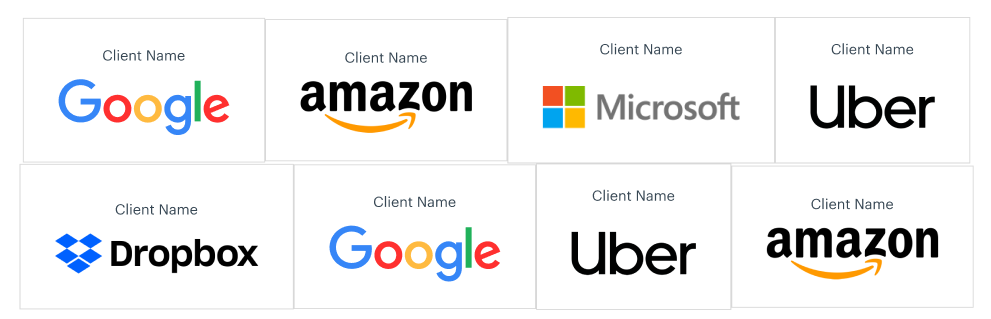 Client Name
Google
Client Name
amazon
Client Name
Microsoft
Client Name
Uber
Client Name
Dropbox
Client Name
Google
Client Name
Uber
Client Name
amazon